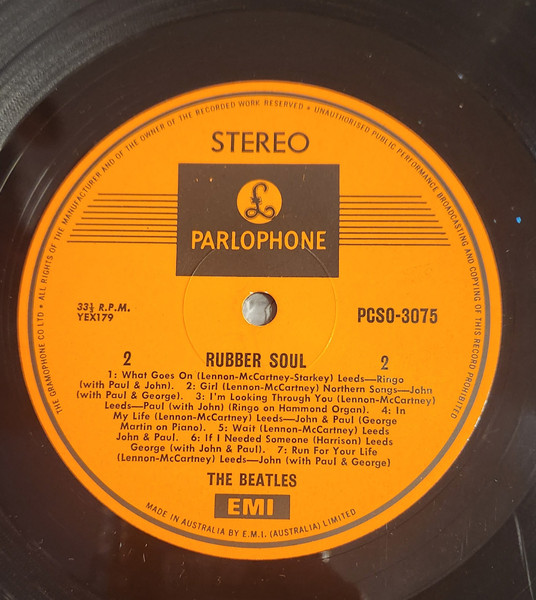 THE GRAMOPHONE CO LTD • ALL RIGHTS OF THE MANUFACTURER AND OF THE OWNER OF THE RECORDED WORK RESERVED • UNAUTHORISED PUBLIC PERFORMANCE BROADCASTING AND COPYING OF THIS RECORD PROHIBITED
STEREO
£
PARLOPHONE
33⅓ R.P.M.
YEX179
PCSO-3075
2 RUBBER SOUL 2
1: What Goes On (Lennon-McCartney-Starkey) Leeds—Ringo
(with Paul & John). 2: Girl (Lennon-McCartney) Northern Songs—John
(with Paul & George). 3: I'm Looking Through You (Lennon-McCartney)
Leeds—Paul (with John) (Ringo on Hammond Organ). 4: In
My Life (Lennon-McCartney) Leeds—John & Paul (George
Martin on Piano). 5: Wait (Lennon-McCartney) Leeds
John & Paul. 6: If I Needed Someone (Harrison) Leeds
George (with John & Paul). 7: Run For Your Life
(Lennon-McCartney) Leeds—John (with Paul & George)
THE BEATLES
EMI
MADE IN AUSTRALIA BY E.M.I. (AUSTRALIA) LIMITED